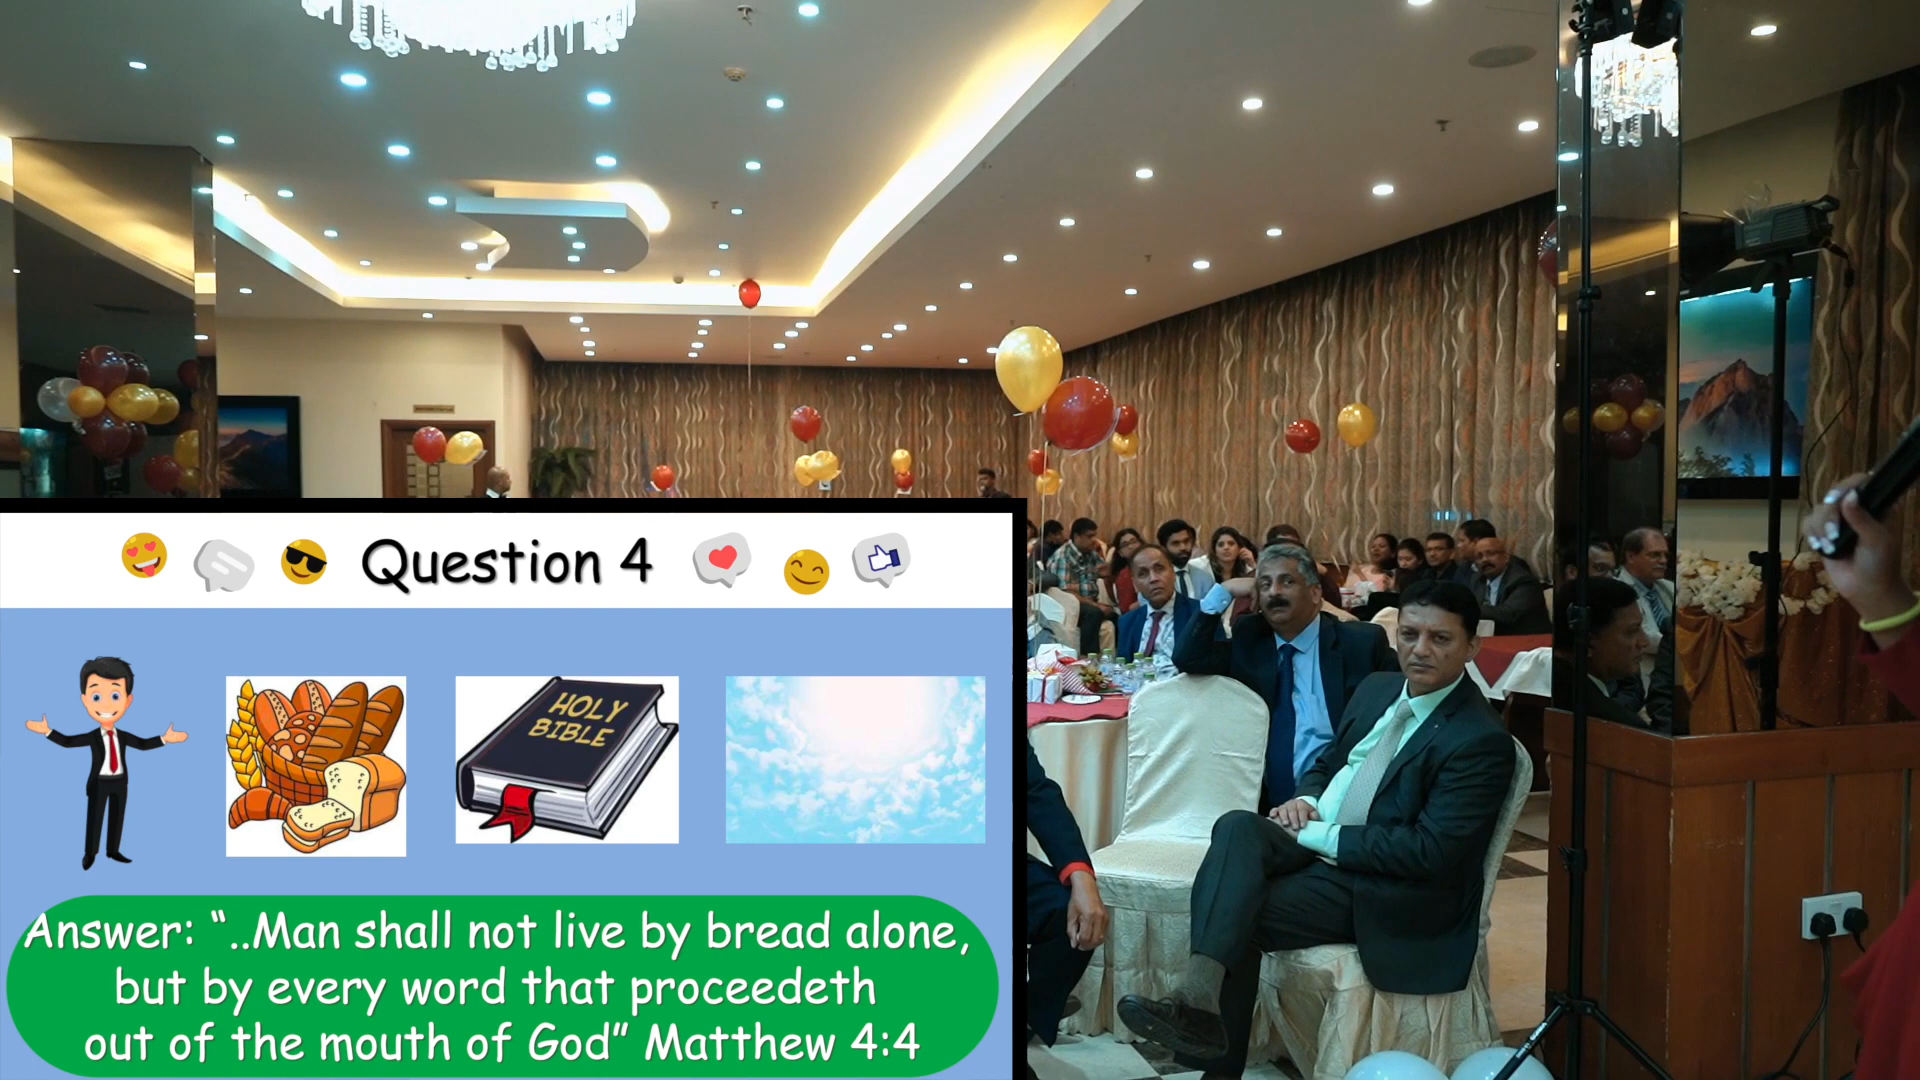 Question 4
HOLY
BIBLE
Answer: “..Man shall not live by bread alone,
but by every word that proceedeth
out of the mouth of God” Matthew 4:4